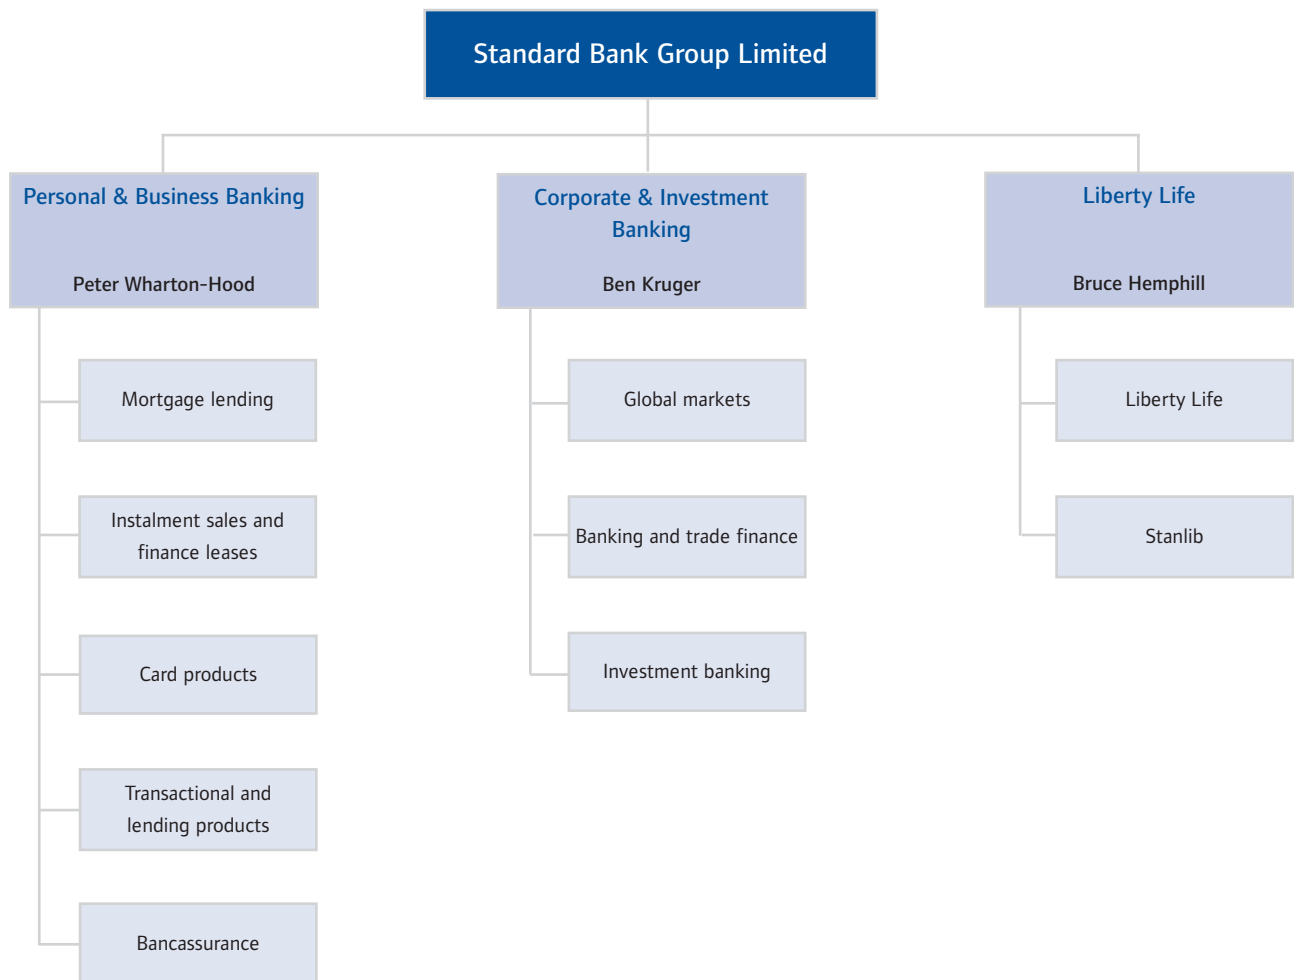 Standard Bank Group Limited
Personal & Business Banking
Peter Wharton-Hood
Mortgage lending
Instalment sales and
finance leases
Card products
Transactional and
lending products
Bancassurance
Corporate & Investment
Banking
Ben Kruger
Global markets
Banking and trade finance
Investment banking
Liberty Life
Bruce Hemphill
Liberty Life
Stanlib